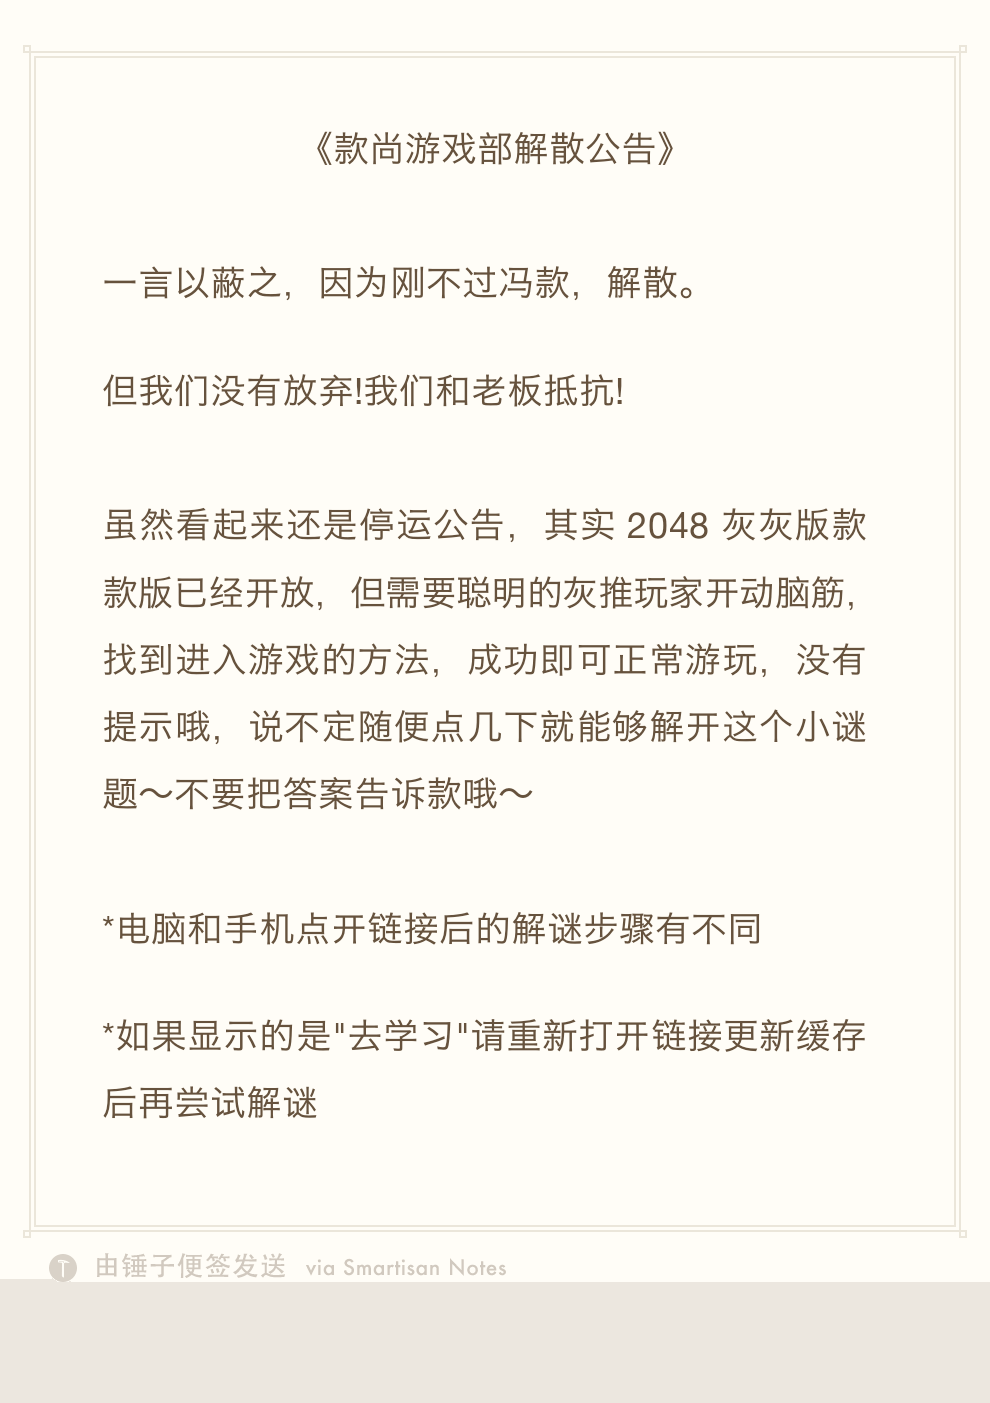 《款尚游戏部解散公告》
一言以蔽之，因为刚不过冯款，解散。
但我们没有放弃!我们和老板抵抗!
虽然看起来还是停运公告，其实 2048 灰灰版款
款版已经开放，但需要聪明的灰推玩家开动脑筋，
找到进入游戏的方法，成功即可正常游玩，没有
提示哦，说不定随便点几下就能够解开这个小谜
题～不要把答案告诉款哦～
*电脑和手机点开链接后的解谜步骤有不同
*如果显示的是"去学习"请重新打开链接更新缓存
后再尝试解谜
由锤子便签发送 via Smartisan Notes